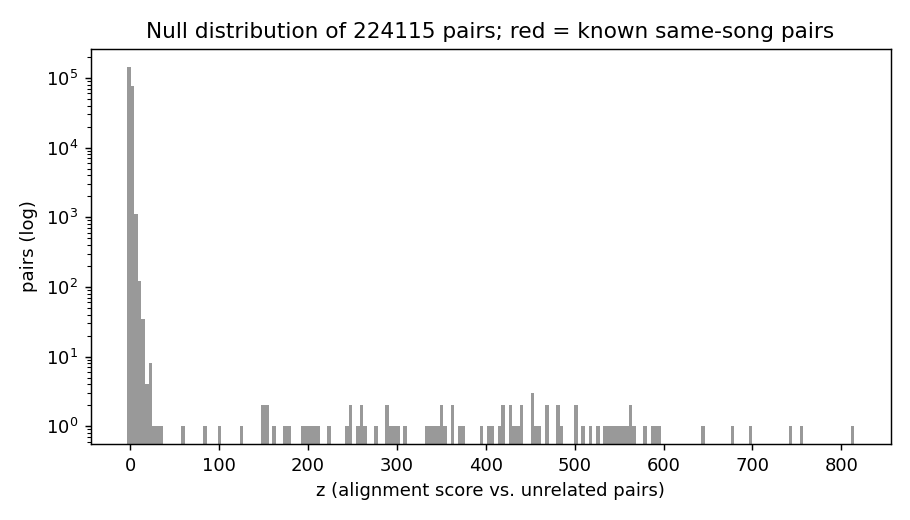 Null distribution of 224115 pairs; red = known same-song pairs
pairs (log)
10⁵
10⁴
10³
10²
10¹
10⁰
0 100 200 300 400 500 600 700 800
z (alignment score vs. unrelated pairs)